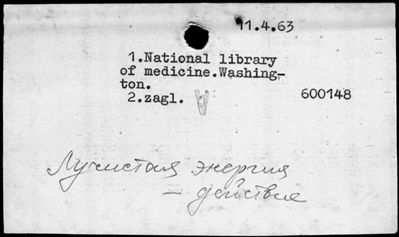 11.4.63
1.National library
of medicine.Washing-
ton.
2.zagl.
600148
Лучистая энергия
— действие